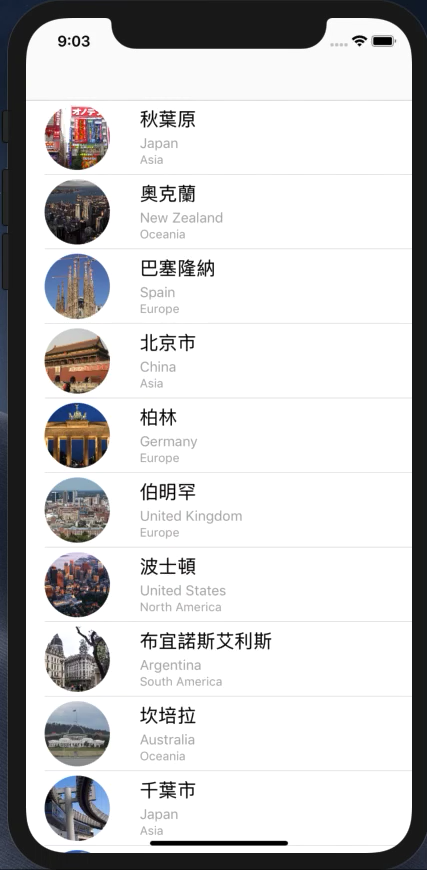 9:03
秋葉原
Japan
Asia
奧克蘭
New Zealand
Oceania
巴塞隆納
Spain
Europe
北京市
China
Asia
柏林
Germany
Europe
伯明罕
United Kingdom
Europe
波士頓
United States
North America
布宜諾斯艾利斯
Argentina
South America
坎培拉
Australia
Oceania
千葉市
Japan
Asia